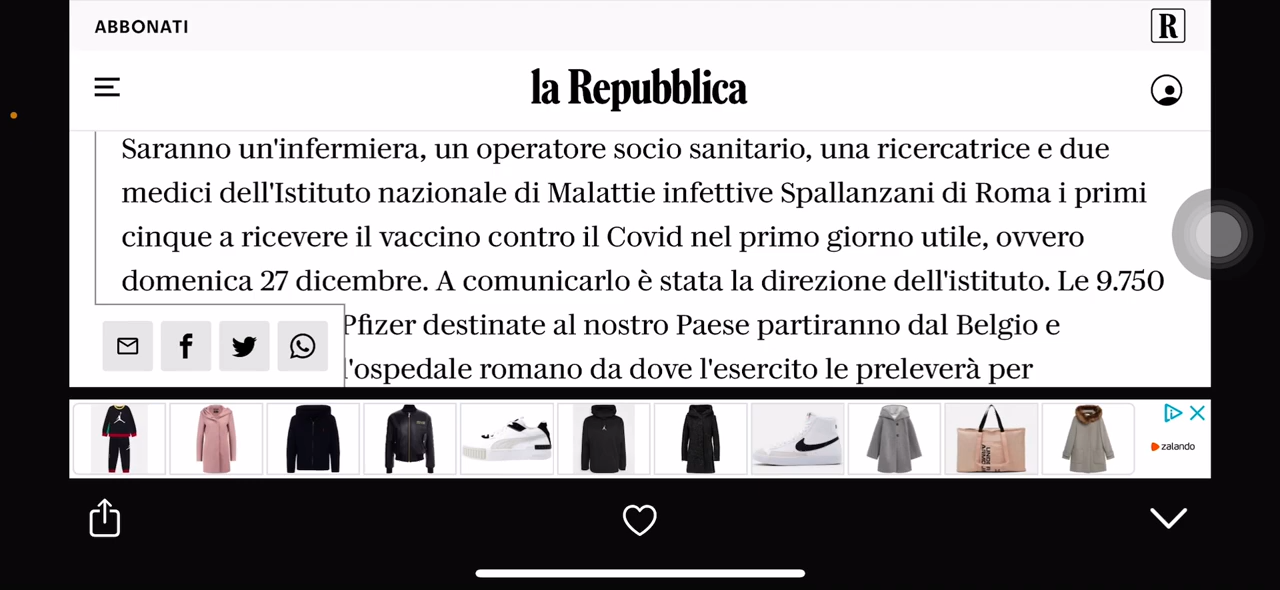 ABBONATI
R
la Repubblica
Saranno un'infermiera, un operatore socio sanitario, una ricercatrice e due
medici dell'Istituto nazionale di Malattie infettive Spallanzani di Roma i primi
cinque a ricevere il vaccino contro il Covid nel primo giorno utile, ovvero
domenica 27 dicembre. A comunicarlo è stata la direzione dell'istituto. Le 9.750
Pfizer destinate al nostro Paese partiranno dal Belgio e
l'ospedale romano da dove l'esercito le preleverà per
zalando